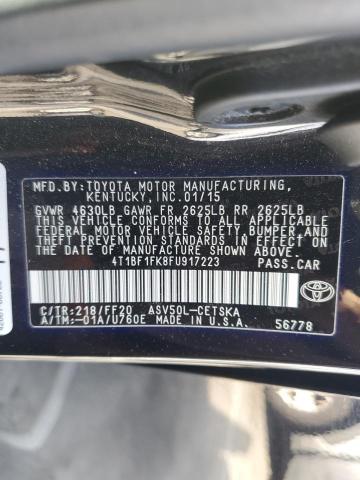 MFD.BY:TOYOTA MOTOR MANUFACTURING,
KENTUCKY, INC. 01/15
GVWR 4630LB GAWR FR 2625LB RR 2625LB
THIS VEHICLE CONFORMS TO ALL APPLICABLE
FEDERAL MOTOR VEHICLE SAFETY, BUMPER, AND
THEFT PREVENTION STANDARDS IN EFFECT ON
THE DATE OF MANUFACTURE SHOWN ABOVE.
4T1BF1FK8FU917223 PASS.CAR
C/TR:218/FF20 ASV50L-CETSKA
A/TM:-01A/U760E MADE IN U.S.A. 56778
TOYOTA